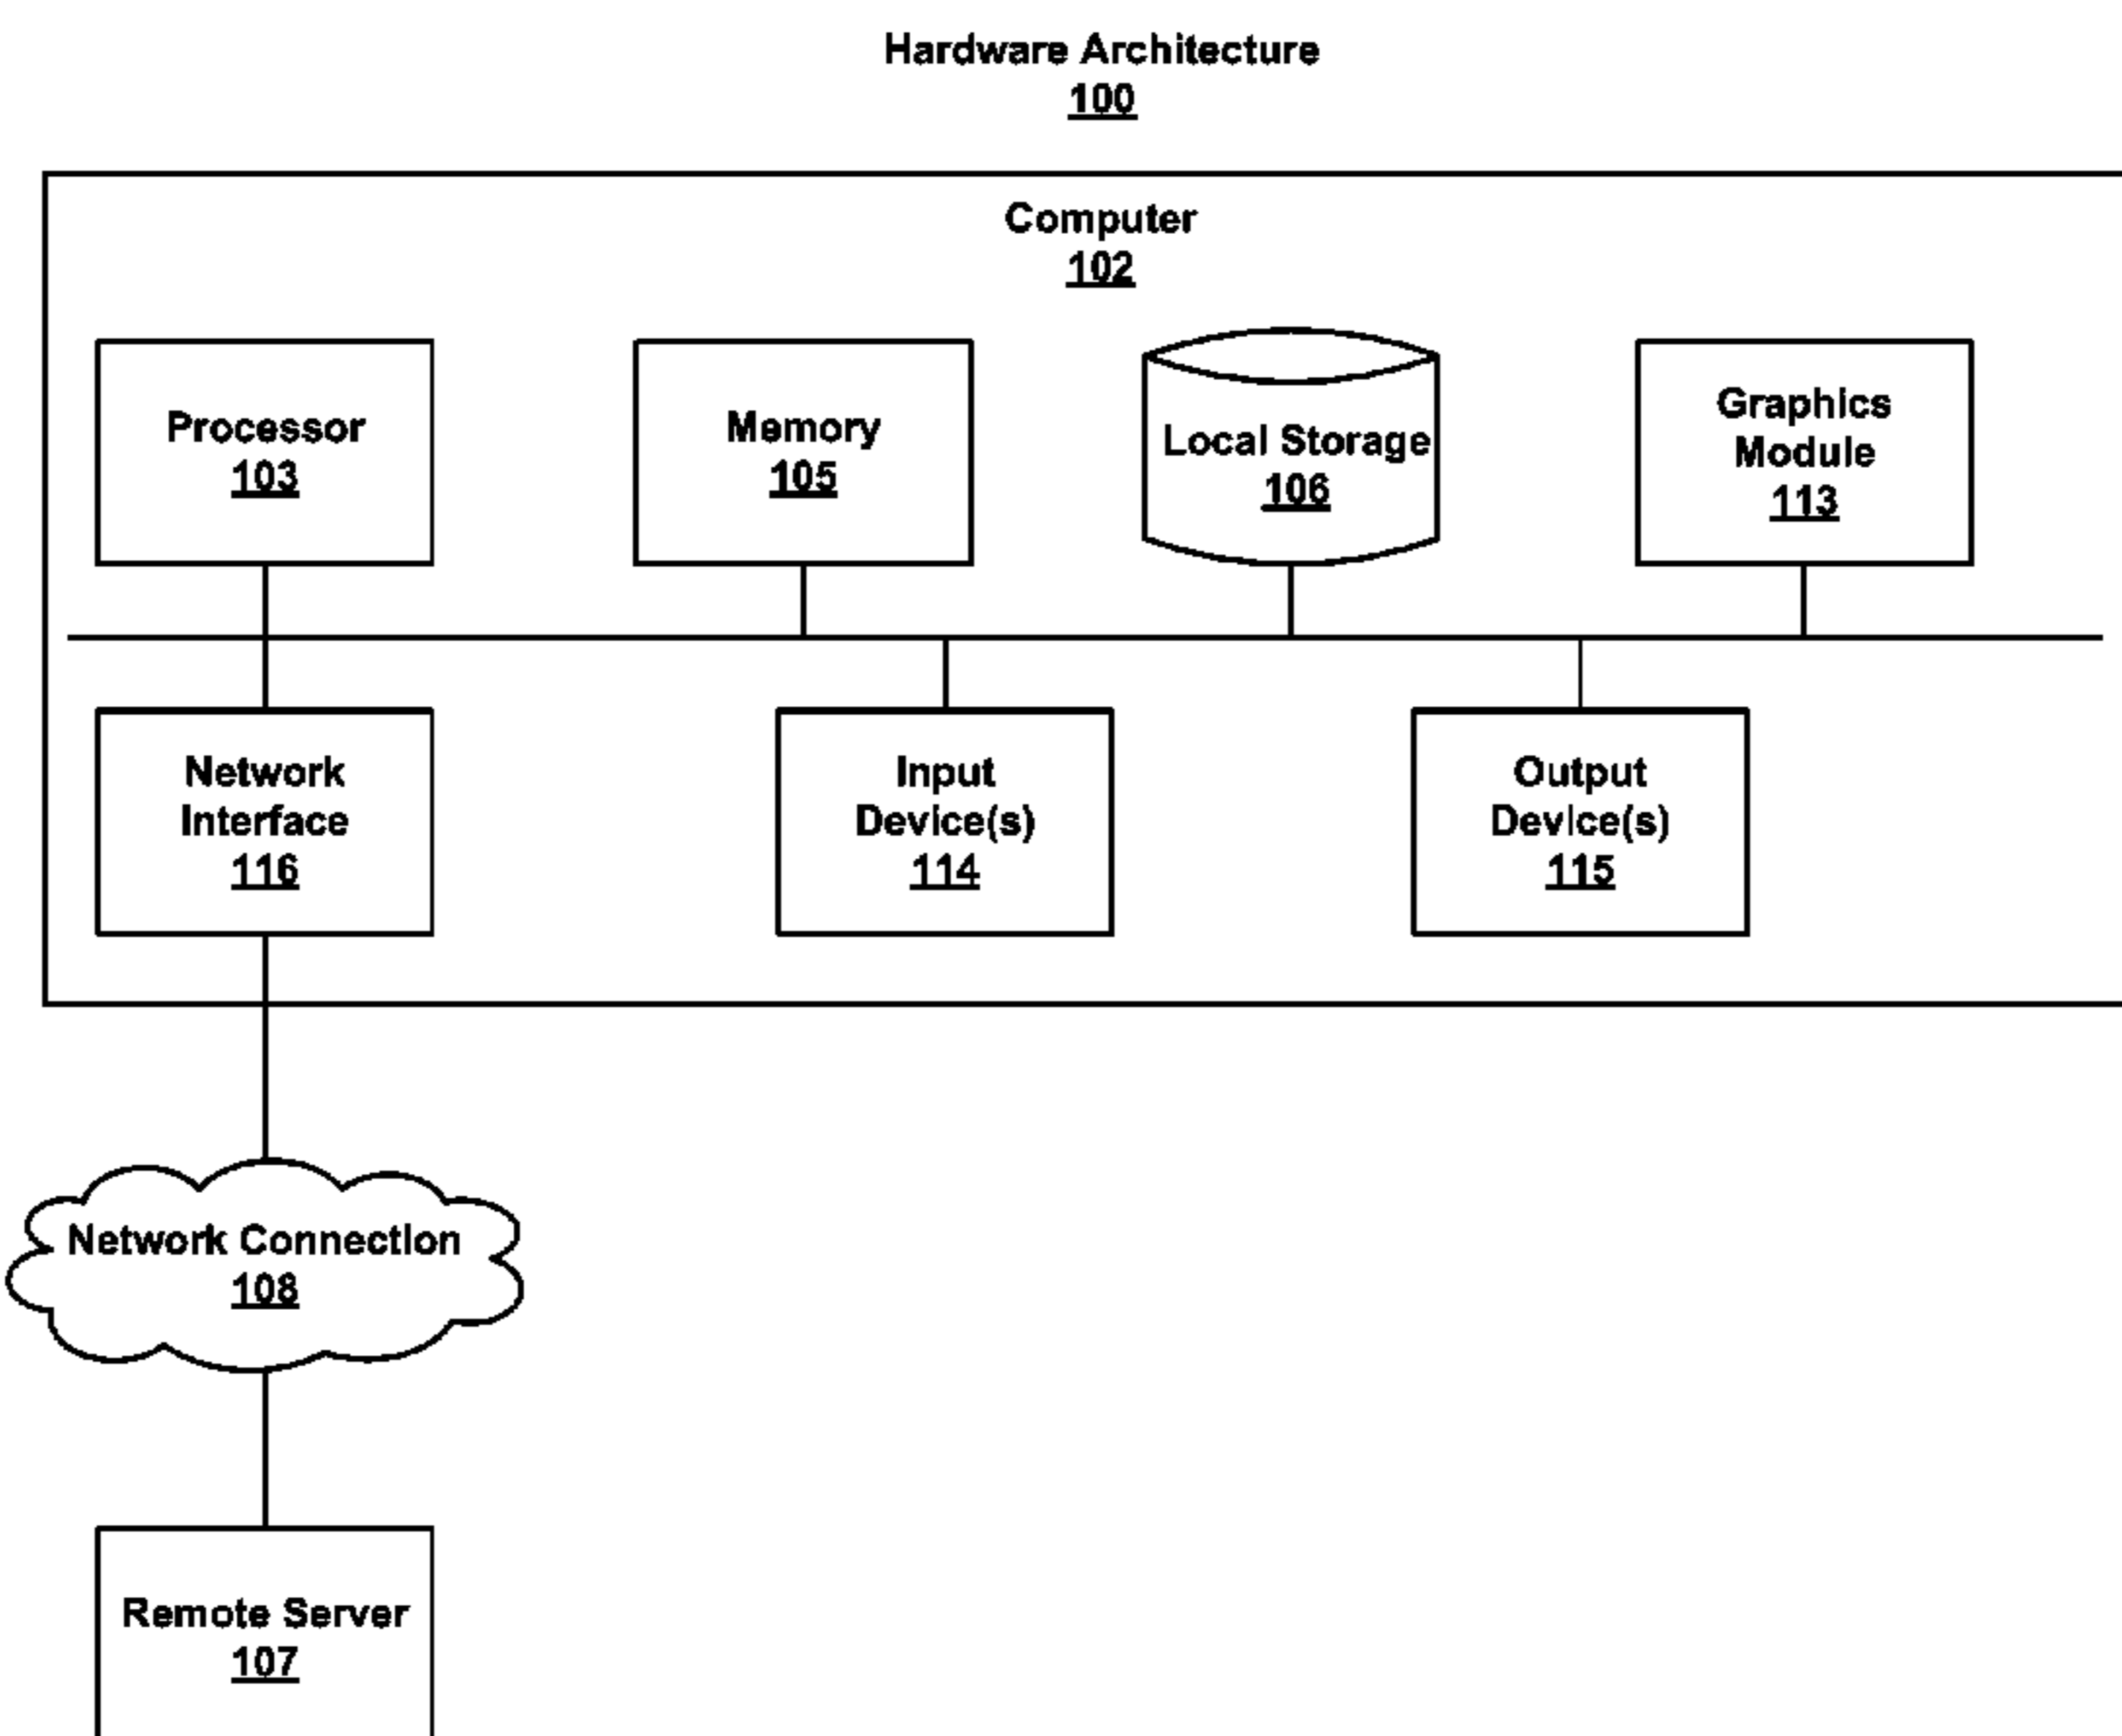 Hardware Architecture
100
Computer
102
Processor
103
Memory
105
Local Storage
106
Graphics
Module
113
Network
Interface
116
Input
Device(s)
114
Output
Device(s)
115
Network Connection
108
Remote Server
107